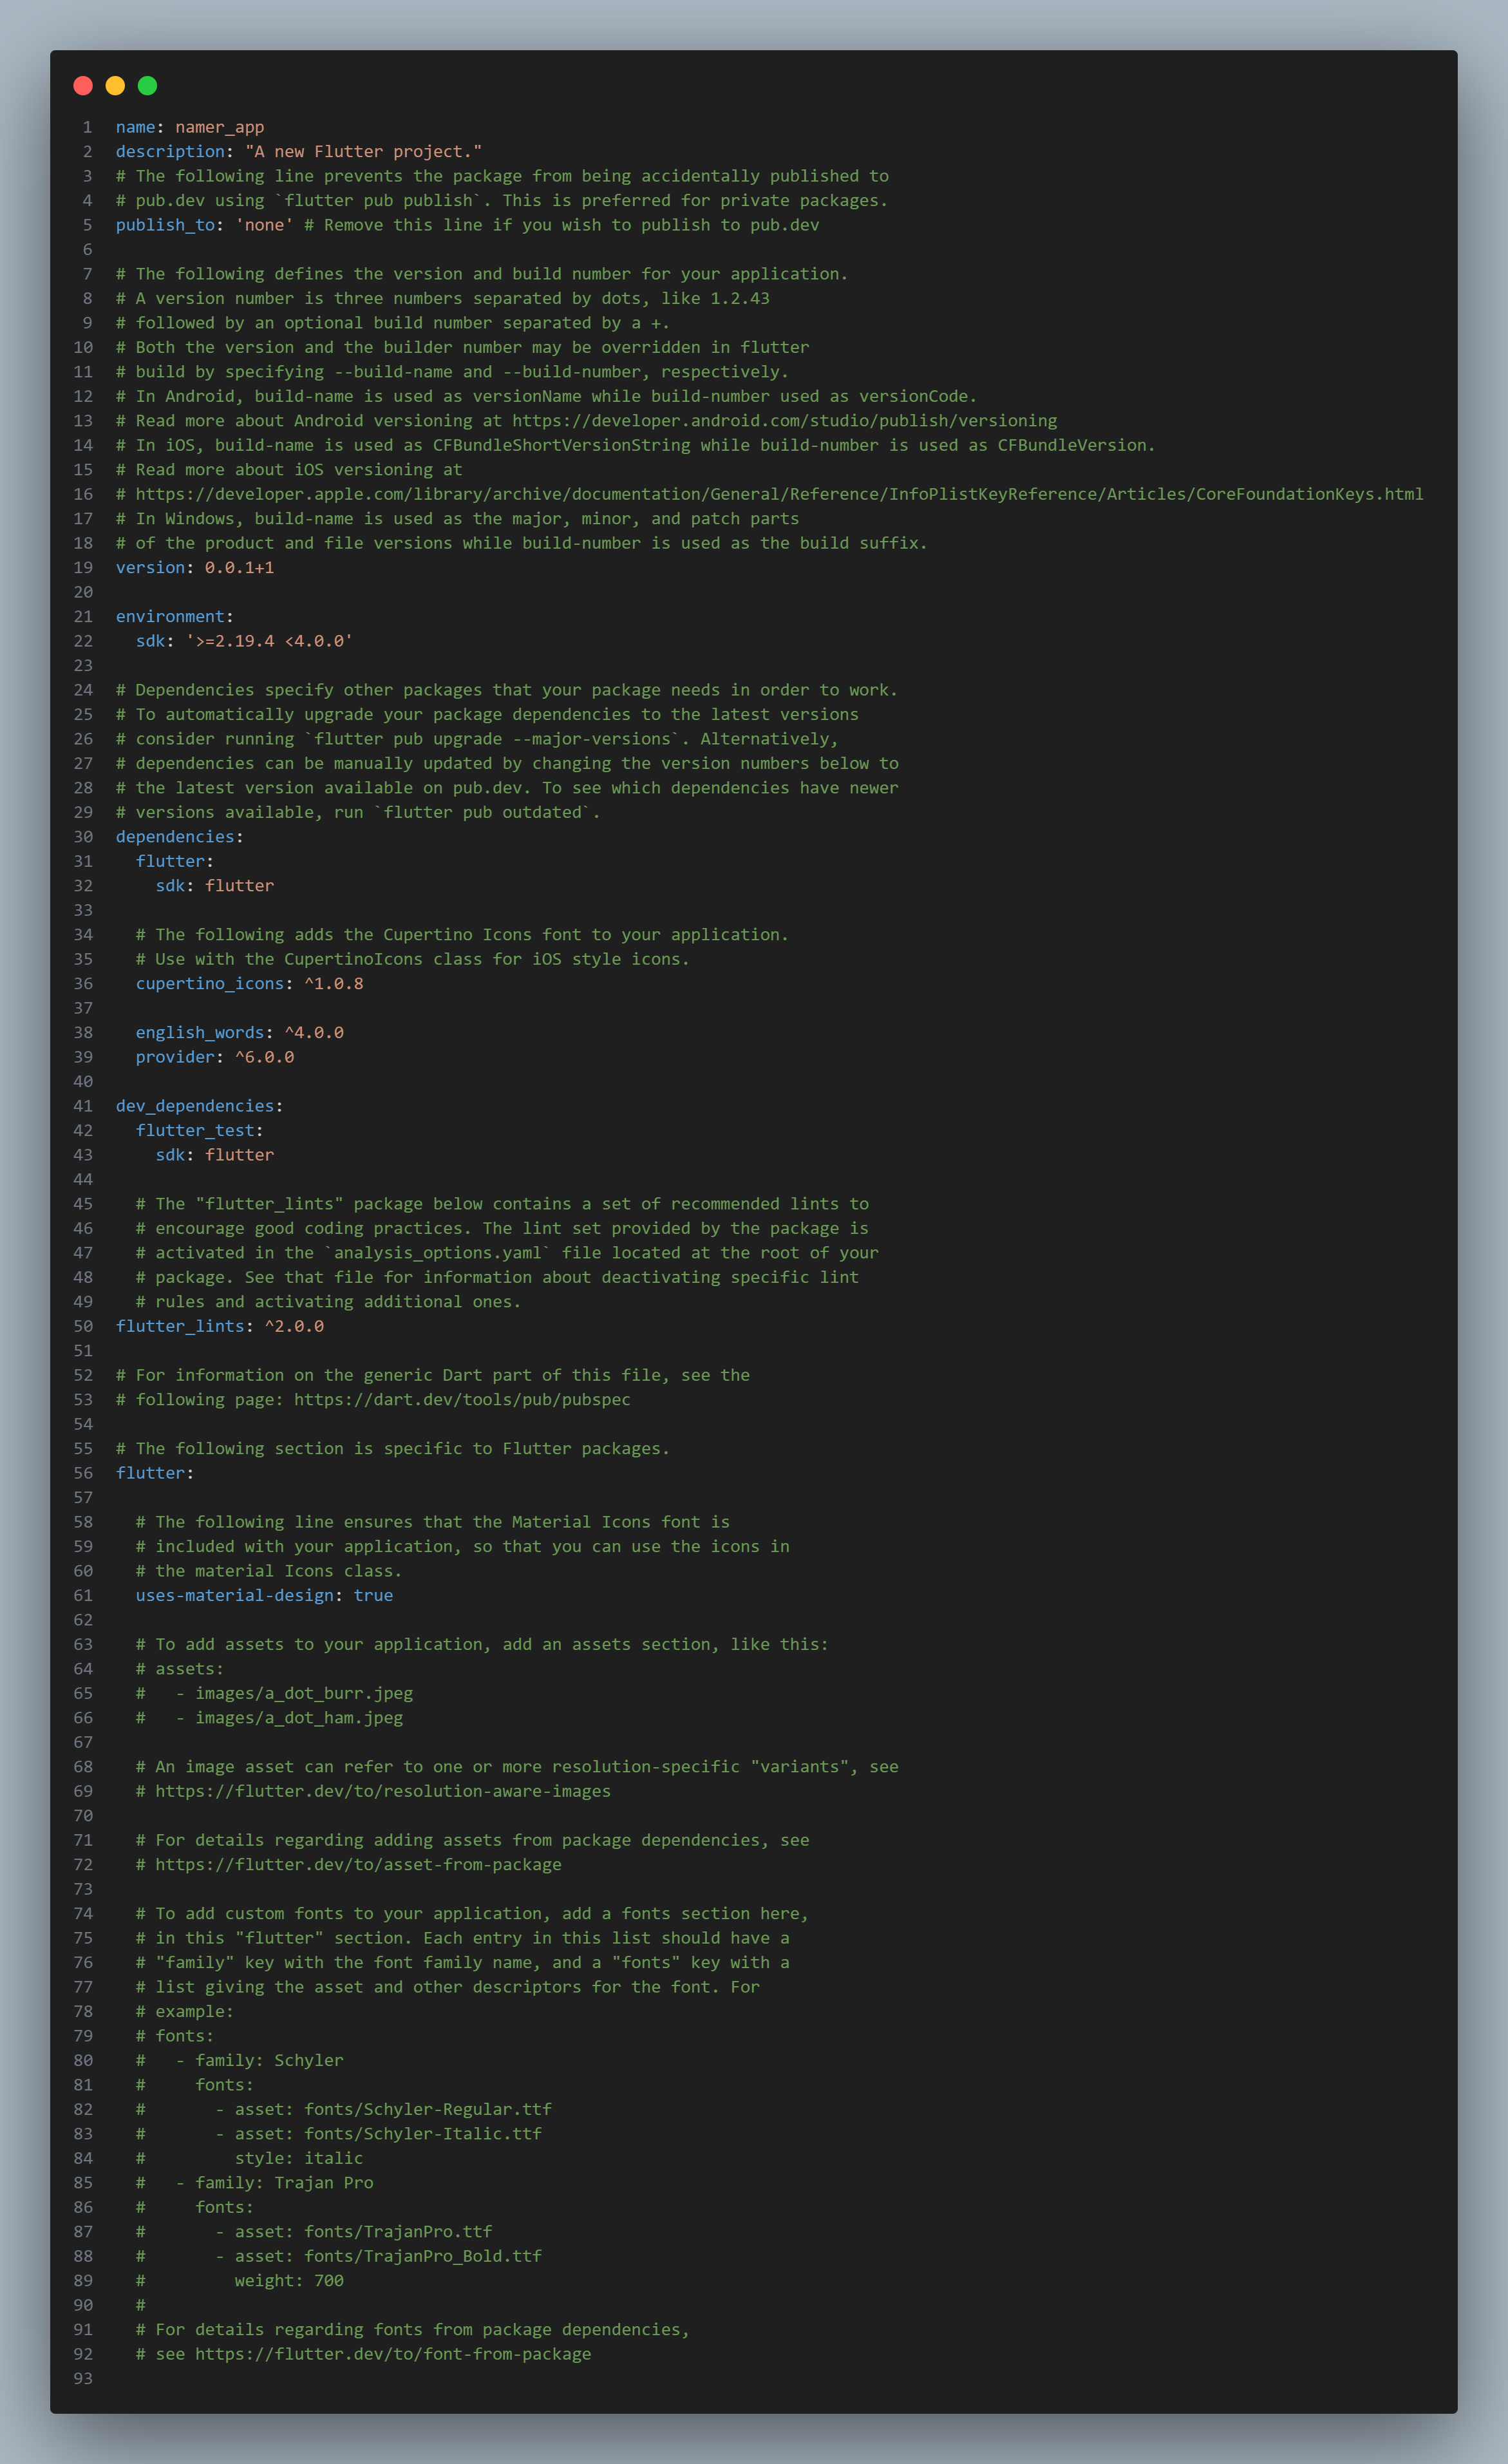 1 name: namer_app
2 description: "A new Flutter project."
3 # The following line prevents the package from being accidentally published to
4 # pub.dev using `flutter pub publish`. This is preferred for private packages.
5 publish_to: 'none' # Remove this line if you wish to publish to pub.dev
6
7 # The following defines the version and build number for your application.
8 # A version number is three numbers separated by dots, like 1.2.43
9 # followed by an optional build number separated by a +.
10 # Both the version and the builder number may be overridden in flutter
11 # build by specifying --build-name and --build-number, respectively.
12 # In Android, build-name is used as versionName while build-number used as versionCode.
13 # Read more about Android versioning at https://developer.android.com/studio/publish/versioning
14 # In iOS, build-name is used as CFBundleShortVersionString while build-number is used as CFBundleVersion.
15 # Read more about iOS versioning at
16 # https://developer.apple.com/library/archive/documentation/General/Reference/InfoPlistKeyReference/Articles/CoreFoundationKeys.html
17 # In Windows, build-name is used as the major, minor, and patch parts
18 # of the product and file versions while build-number is used as the build suffix.
19 version: 0.0.1+1
20
21 environment:
22   sdk: '>=2.19.4 <4.0.0'
23
24 # Dependencies specify other packages that your package needs in order to work.
25 # To automatically upgrade your package dependencies to the latest versions
26 # consider running `flutter pub upgrade --major-versions`. Alternatively,
27 # dependencies can be manually updated by changing the version numbers below to
28 # the latest version available on pub.dev. To see which dependencies have newer
29 # versions available, run `flutter pub outdated`.
30 dependencies:
31   flutter:
32     sdk: flutter
33
34   # The following adds the Cupertino Icons font to your application.
35   # Use with the CupertinoIcons class for iOS style icons.
36   cupertino_icons: ^1.0.8
37
38   english_words: ^4.0.0
39   provider: ^6.0.0
40
41 dev_dependencies:
42   flutter_test:
43     sdk: flutter
44
45   # The "flutter_lints" package below contains a set of recommended lints to
46   # encourage good coding practices. The lint set provided by the package is
47   # activated in the `analysis_options.yaml` file located at the root of your
48   # package. See that file for information about deactivating specific lint
49   # rules and activating additional ones.
50 flutter_lints: ^2.0.0
51
52 # For information on the generic Dart part of this file, see the
53 # following page: https://dart.dev/tools/pub/pubspec
54
55 # The following section is specific to Flutter packages.
56 flutter:
57
58   # The following line ensures that the Material Icons font is
59   # included with your application, so that you can use the icons in
60   # the material Icons class.
61   uses-material-design: true
62
63   # To add assets to your application, add an assets section, like this:
64   # assets:
65   #   - images/a_dot_burr.jpeg
66   #   - images/a_dot_ham.jpeg
67
68   # An image asset can refer to one or more resolution-specific "variants", see
69   # https://flutter.dev/to/resolution-aware-images
70
71   # For details regarding adding assets from package dependencies, see
72   # https://flutter.dev/to/asset-from-package
73
74   # To add custom fonts to your application, add a fonts section here,
75   # in this "flutter" section. Each entry in this list should have a
76   # "family" key with the font family name, and a "fonts" key with a
77   # list giving the asset and other descriptors for the font. For
78   # example:
79   # fonts:
80   #   - family: Schyler
81   #     fonts:
82   #       - asset: fonts/Schyler-Regular.ttf
83   #       - asset: fonts/Schyler-Italic.ttf
84   #         style: italic
85   #   - family: Trajan Pro
86   #     fonts:
87   #       - asset: fonts/TrajanPro.ttf
88   #       - asset: fonts/TrajanPro_Bold.ttf
89   #         weight: 700
90   #
91   # For details regarding fonts from package dependencies,
92   # see https://flutter.dev/to/font-from-package
93